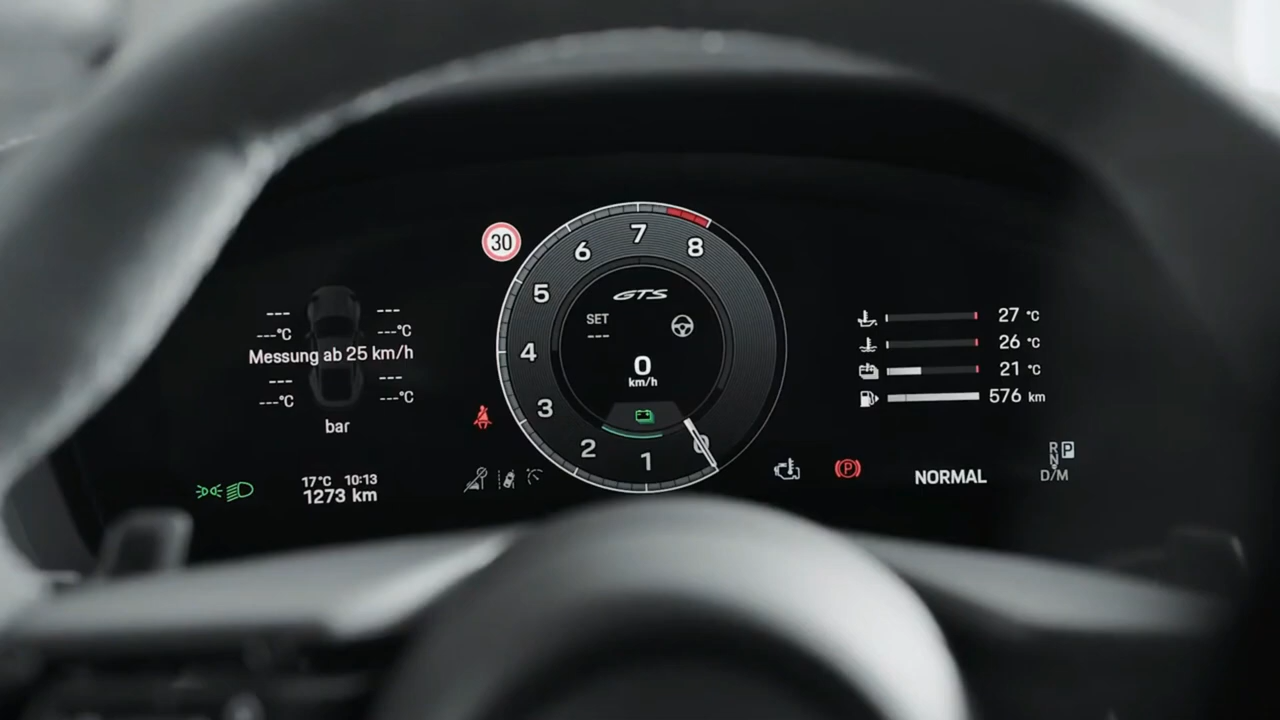 30
7
6 8
5
4
3
2 1 0
GTS
SET
---
0
km/h
--- ---
---°C ---°C
Messung ab 25 km/h
--- ---
---°C ---°C
bar
27 °C
26 °C
21 °C
576 km
17°C 10:13
1273 km
P
NORMAL
R
N
P
D/M